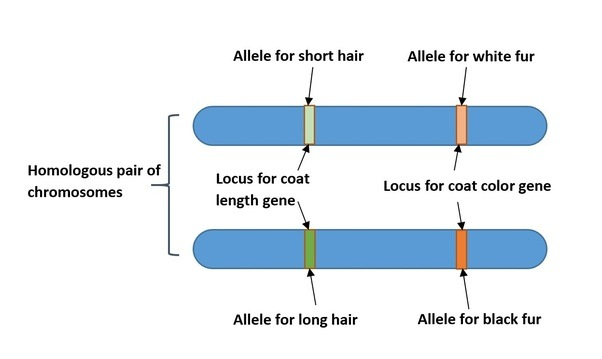 Allele for short hair
Allele for white fur
Homologous pair of
chromosomes
Locus for coat
length gene
Locus for coat color gene
Allele for long hair
Allele for black fur